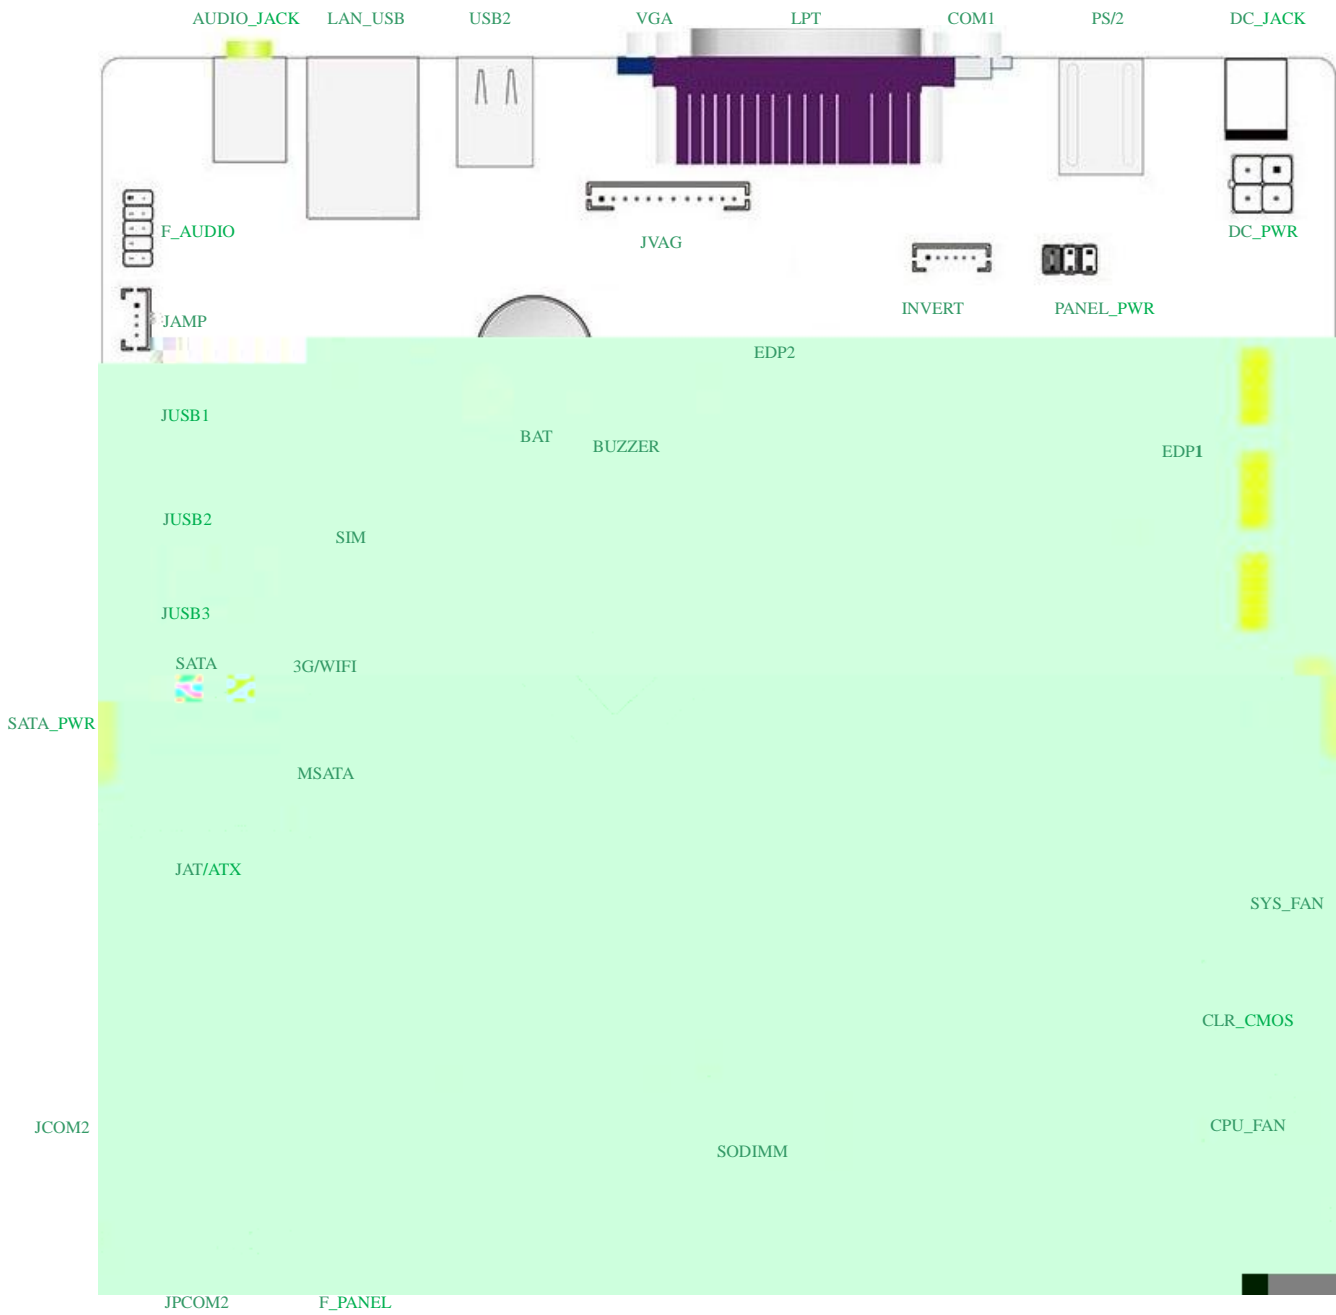 AUDIO_JACK LAN_USB USB2 VGA LPT COM1 PS/2 DC_JACK
F_AUDIO DC_PWR
JVAG
INVERT PANEL_PWR
JAMP
EDP2
JUSB1
BAT
BUZZER
EDP1
JUSB2
SIM
JUSB3
SATA 3G/WIFI
SATA_PWR
MSATA
JAT/ATX
SYS_FAN
CLR_CMOS
JCOM2 CPU_FAN
SODIMM
JPCOM2 F_PANEL